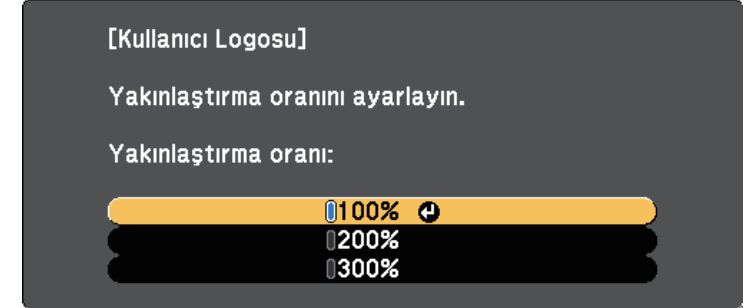 [Kullanıcı Logosu]
Yakınlaştırma oranını ayarlayın.
Yakınlaştırma oranı:
100%
200%
300%